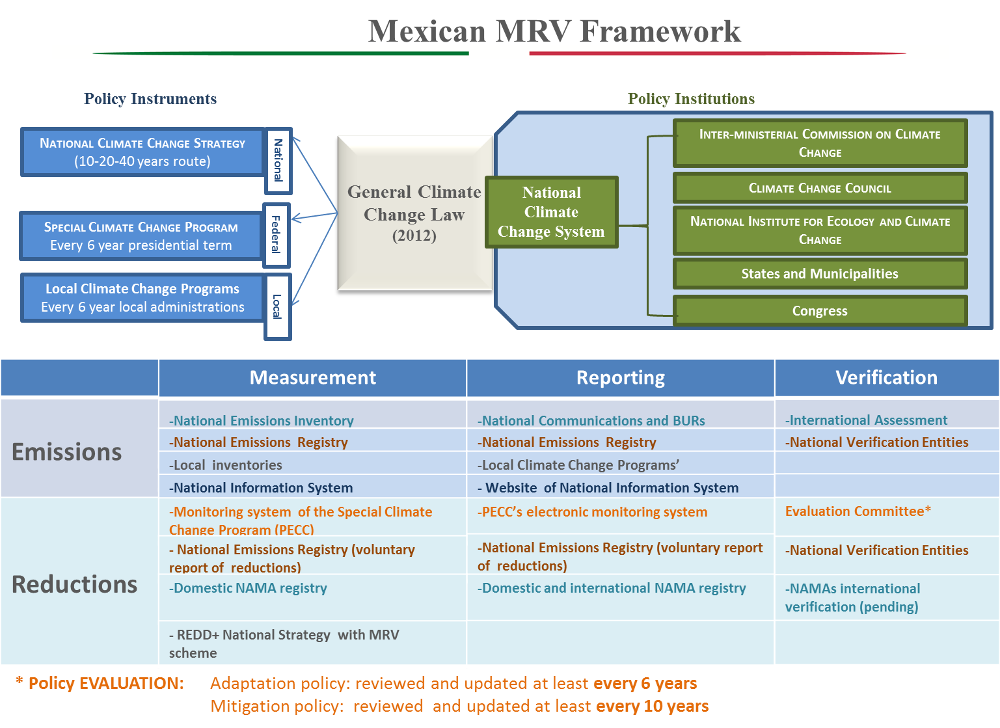 Mexican MRV Framework
Policy Instruments
Policy Institutions
NATIONAL CLIMATE CHANGE STRATEGY
(10-20-40 years route)
National
SPECIAL CLIMATE CHANGE PROGRAM
Every 6 year presidential term
Federal
Local Climate Change Programs
Every 6 year local administrations
Local
General Climate
Change Law
(2012)
National
Climate
Change System
INTER-MINISTERIAL COMMISSION ON CLIMATE
CHANGE
CLIMATE CHANGE COUNCIL
NATIONAL INSTITUTE FOR ECOLOGY AND CLIMATE
CHANGE
States and Municipalities
Congress
Measurement
Reporting
Verification
Emissions
-National Emissions Inventory
-National Communications and BURs
-International Assessment
-National Emissions Registry
-National Emissions Registry
-National Verification Entities
-Local inventories
-Local Climate Change Programs’
-National Information System
- Website of National Information System
Reductions
-Monitoring system of the Special Climate
Change Program (PECC)
-PECC’s electronic monitoring system
Evaluation Committee*
- National Emissions Registry (voluntary
report of reductions)
-National Emissions Registry (voluntary report
of reductions)
-National Verification Entities
-Domestic NAMA registry
-Domestic and international NAMA registry
-NAMAs international
verification (pending)
- REDD+ National Strategy with MRV
scheme
* Policy EVALUATION: Adaptation policy: reviewed and updated at least every 6 years
Mitigation policy: reviewed and updated at least every 10 years